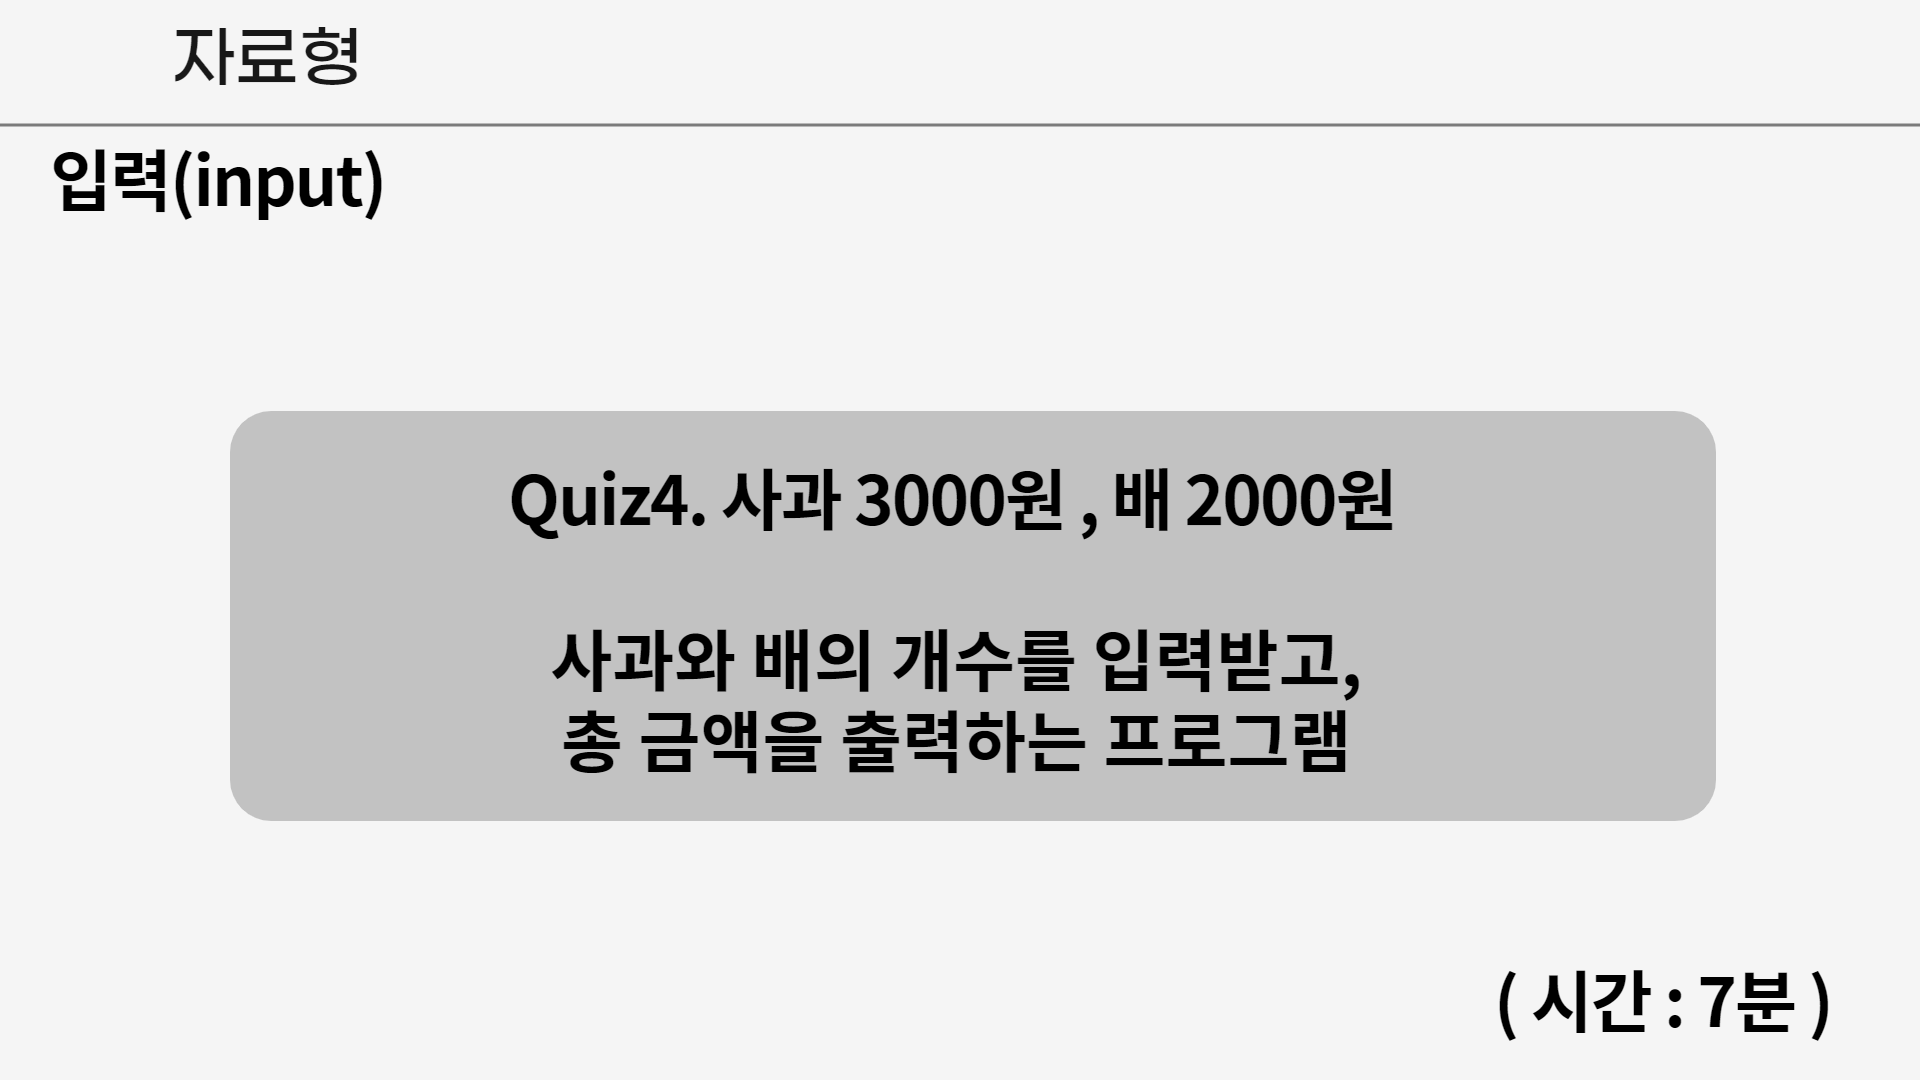 자료형
입력(input)
Quiz4. 사과 3000원 , 배 2000원
사과와 배의 개수를 입력받고,
총 금액을 출력하는 프로그램
( 시간 : 7분 )